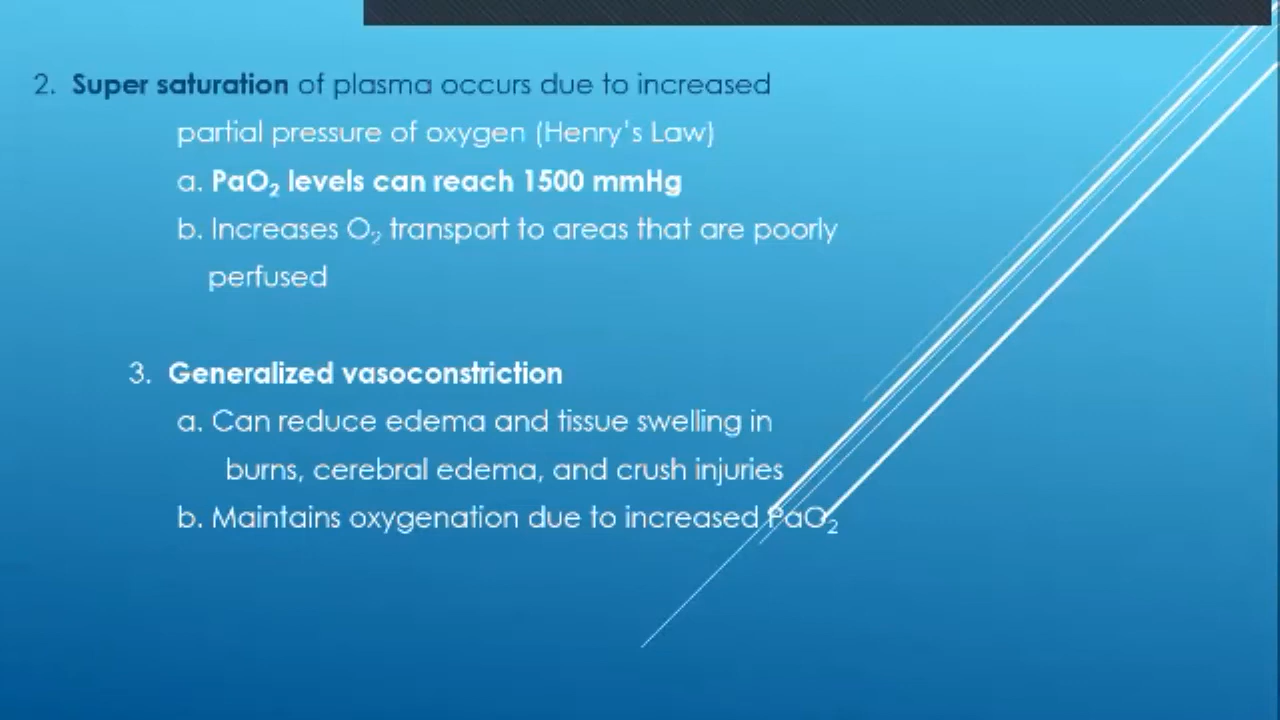 2. Super saturation of plasma occurs due to increased
partial pressure of oxygen (Henry's Law)
a. PaO₂ levels can reach 1500 mmHg
b. Increases O₂ transport to areas that are poorly
perfused
3. Generalized vasoconstriction
a. Can reduce edema and tissue swelling in
burns, cerebral edema, and crush injuries
b. Maintains oxygenation due to increased PaO₂